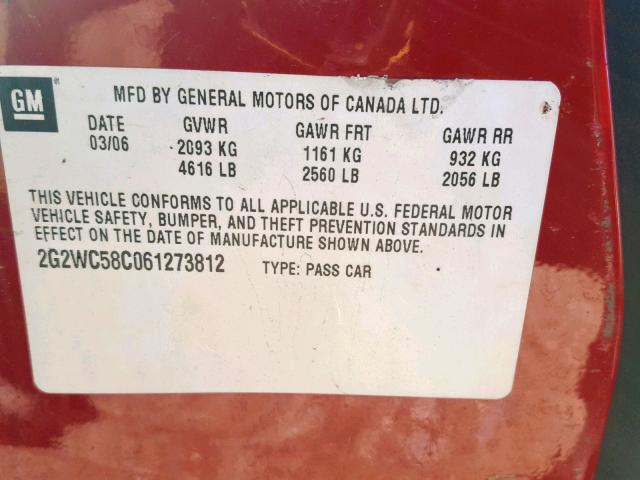 GM
MFD BY GENERAL MOTORS OF CANADA LTD.
DATE GVWR GAWR FRT GAWR RR
03/06 2093 KG 1161 KG 932 KG
4616 LB 2560 LB 2056 LB
THIS VEHICLE CONFORMS TO ALL APPLICABLE U.S. FEDERAL MOTOR
VEHICLE SAFETY, BUMPER, AND THEFT PREVENTION STANDARDS IN
EFFECT ON THE DATE OF MANUFACTURE SHOWN ABOVE.
2G2WC58C061273812 TYPE: PASS CAR